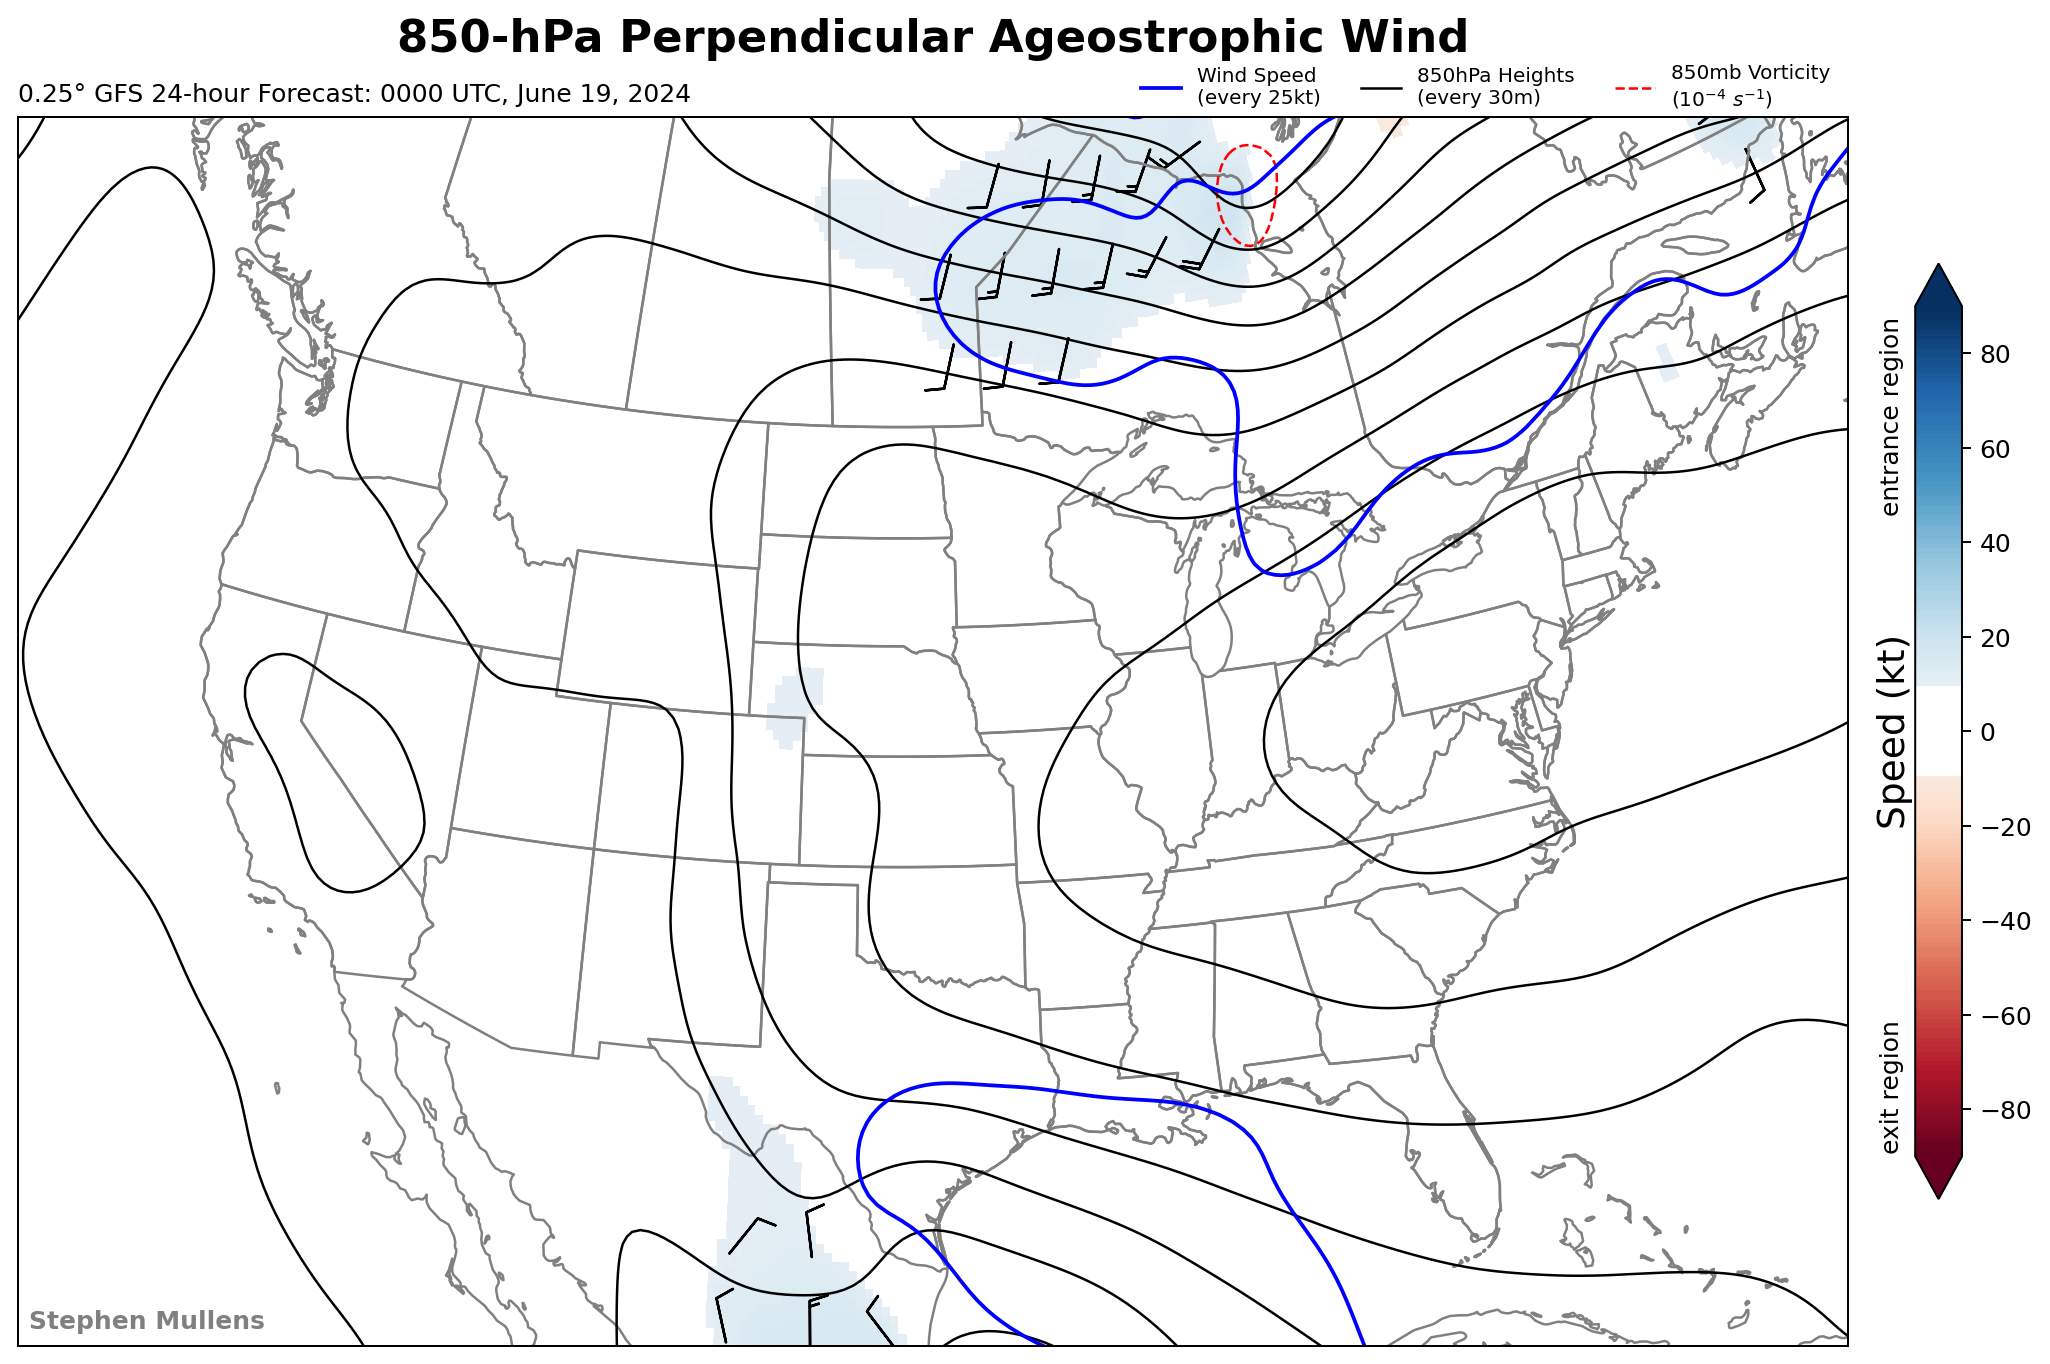 850-hPa Perpendicular Ageostrophic Wind
0.25° GFS 24-hour Forecast: 0000 UTC, June 19, 2024
Wind Speed
(every 25kt)
850hPa Heights
(every 30m)
850mb Vorticity
(10⁻⁴ s⁻¹)
entrance region
Speed (kt)
exit region
80
60
40
20
0
−20
−40
−60
−80
Stephen Mullens